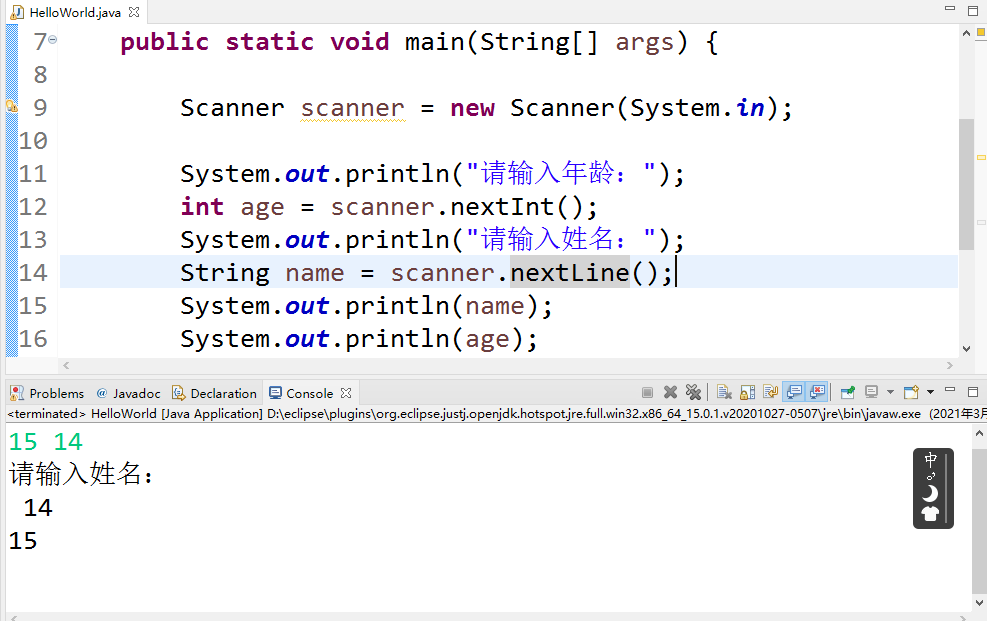 HelloWorld.java
7 public static void main(String[] args) {
8
9 Scanner scanner = new Scanner(System.in);
10
11 System.out.println("请输入年龄：");
12 int age = scanner.nextInt();
13 System.out.println("请输入姓名：");
14 String name = scanner.nextLine();
15 System.out.println(name);
16 System.out.println(age);
Problems @ Javadoc Declaration Console
<terminated> HelloWorld [Java Application] D:\eclipse\plugins\org.eclipse.justj.openjdk.hotspot.jre.full.win32.x86_64_15.0.1.v20201027-0507\jre\bin\javaw.exe (2021年3月
15 14
请输入姓名：
14
15
中